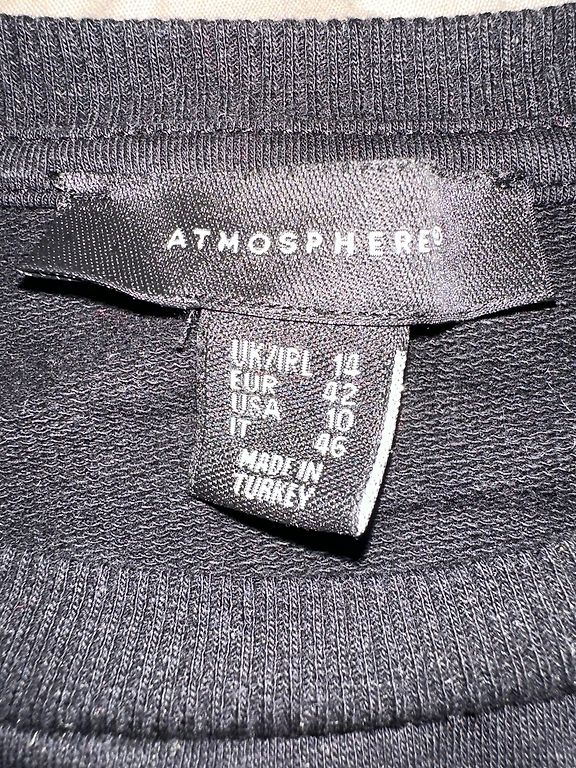 ATMOSPHERE®
UK/IRL 14
EUR 42
USA 10
IT 46
MADE IN
TURKEY